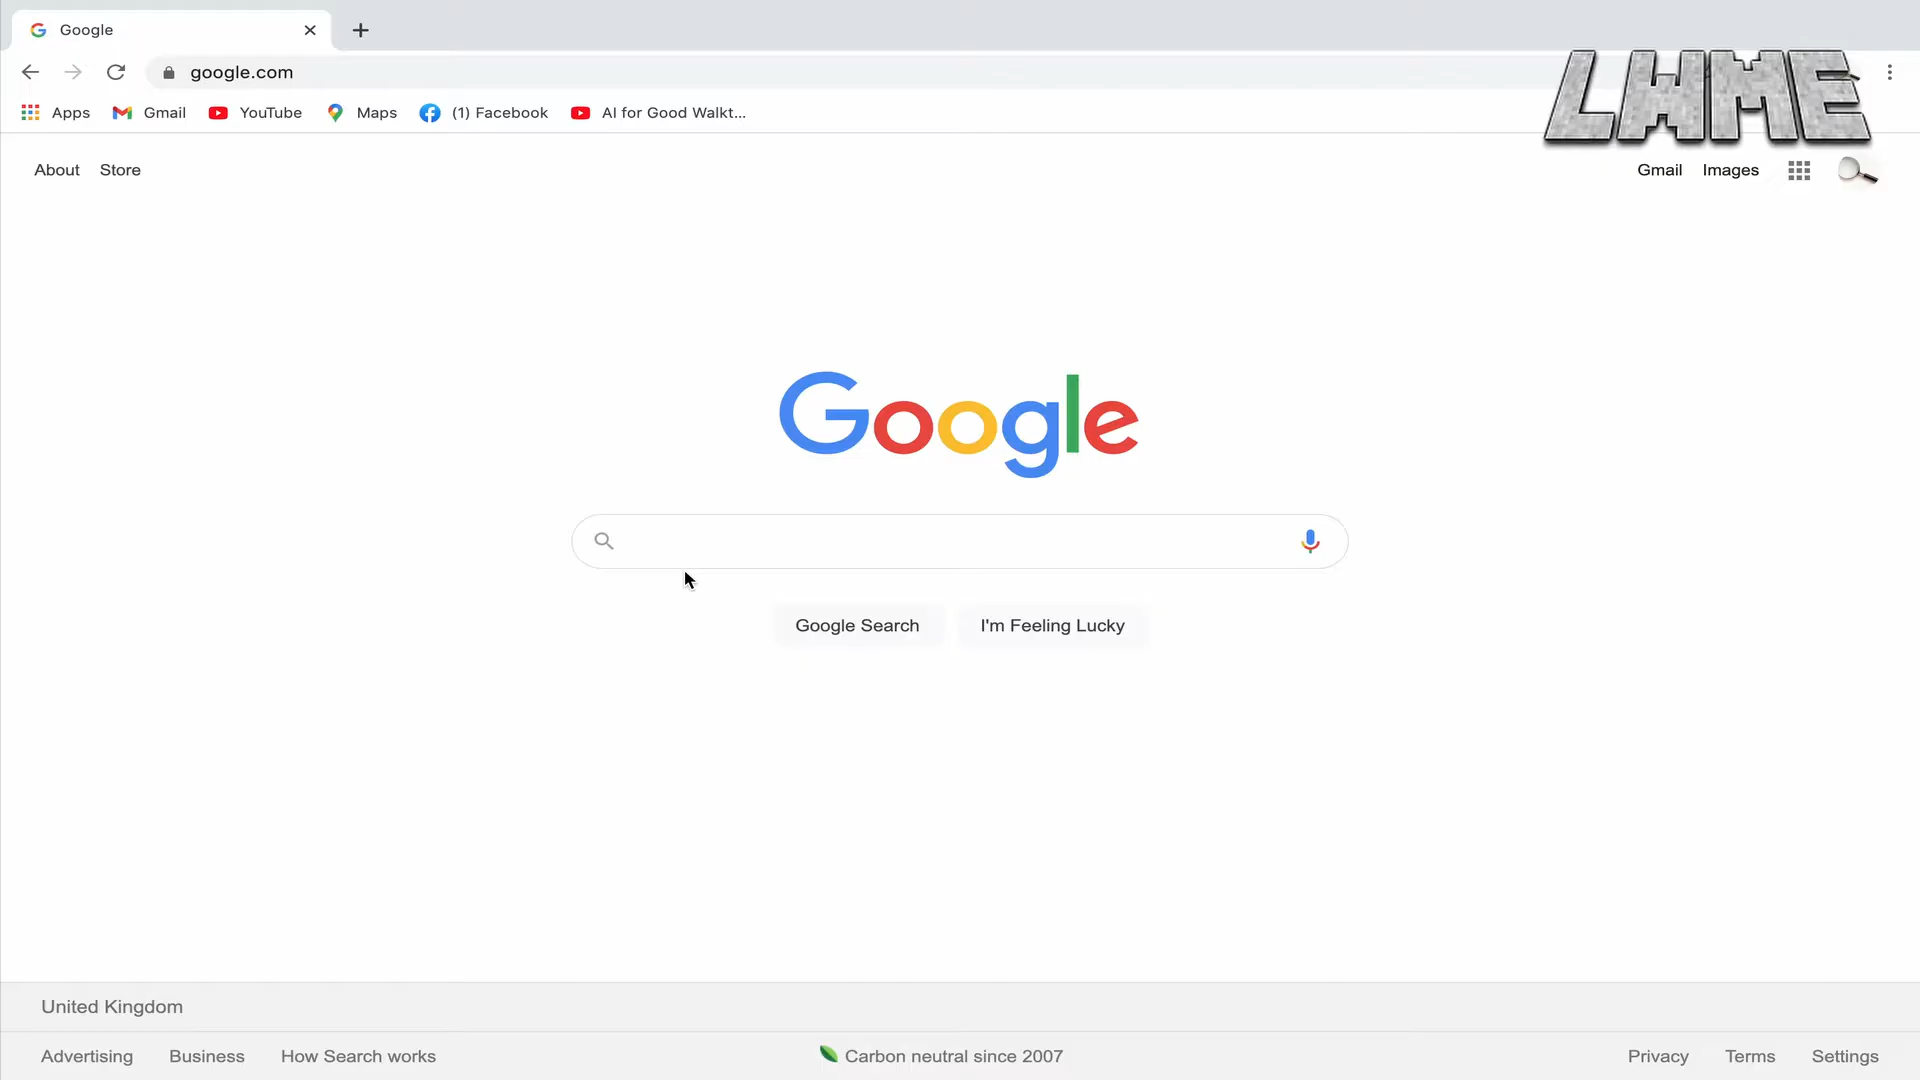 Google
google.com
Apps Gmail YouTube Maps (1) Facebook AI for Good Walkt...
LWME
About Store Gmail Images
Google
Google Search I'm Feeling Lucky
United Kingdom
Advertising Business How Search works Carbon neutral since 2007 Privacy Terms Settings